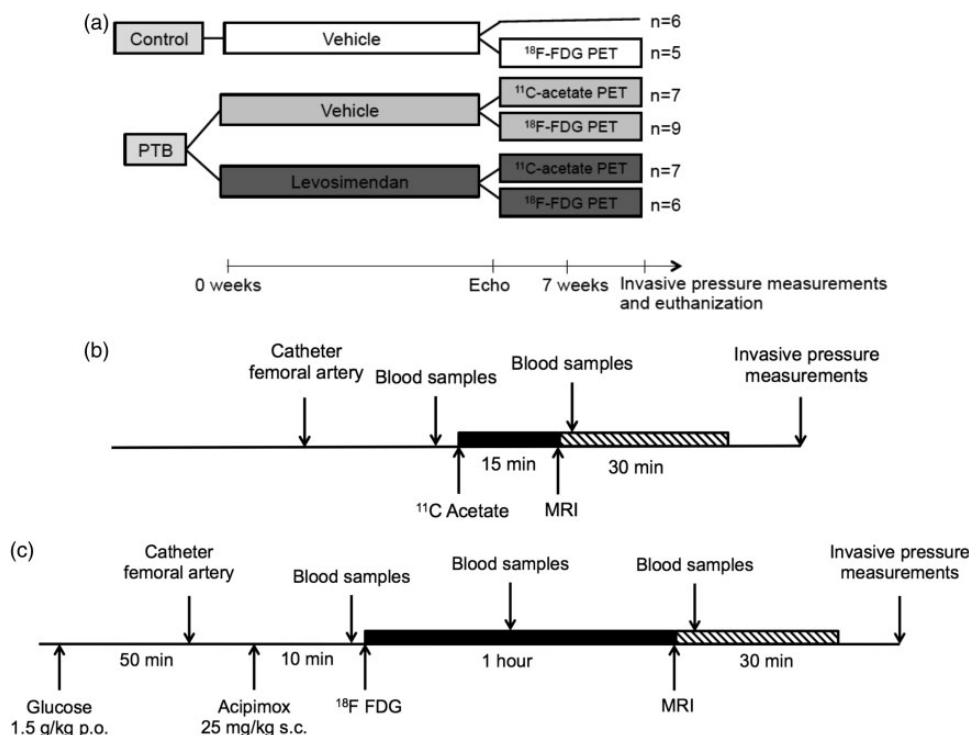 (a)
Control
Vehicle
n=6
¹⁸F-FDG PET
n=5
PTB
Vehicle
¹¹C-acetate PET
n=7
¹⁸F-FDG PET
n=9
Levosimendan
¹¹C-acetate PET
n=7
¹⁸F-FDG PET
n=6
0 weeks
Echo
7 weeks
Invasive pressure measurements
and euthanization
(b)
Catheter
femoral artery
Blood samples
Blood samples
Invasive pressure
measurements
15 min
30 min
¹¹C Acetate
MRI
(c)
Catheter
femoral artery
Blood samples
Blood samples
Blood samples
Invasive pressure
measurements
50 min
10 min
1 hour
30 min
Glucose
1.5 g/kg p.o.
Acipimox
25 mg/kg s.c.
¹⁸F FDG
MRI